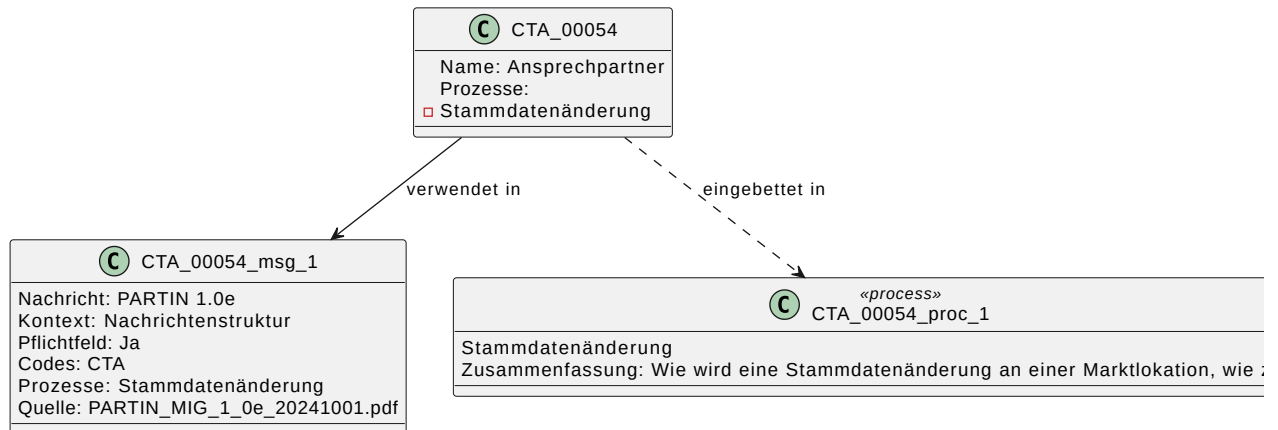 C CTA_00054
Name: Ansprechpartner
Prozesse:
Stammdatenänderung
verwendet in
eingebettet in
C CTA_00054_msg_1
Nachricht: PARTIN 1.0e
Kontext: Nachrichtenstruktur
Pflichtfeld: Ja
Codes: CTA
Prozesse: Stammdatenänderung
Quelle: PARTIN_MIG_1_0e_20241001.pdf
«process»
C CTA_00054_proc_1
Stammdatenänderung
Zusammenfassung: Wie wird eine Stammdatenänderung an einer Marktlokation, wie